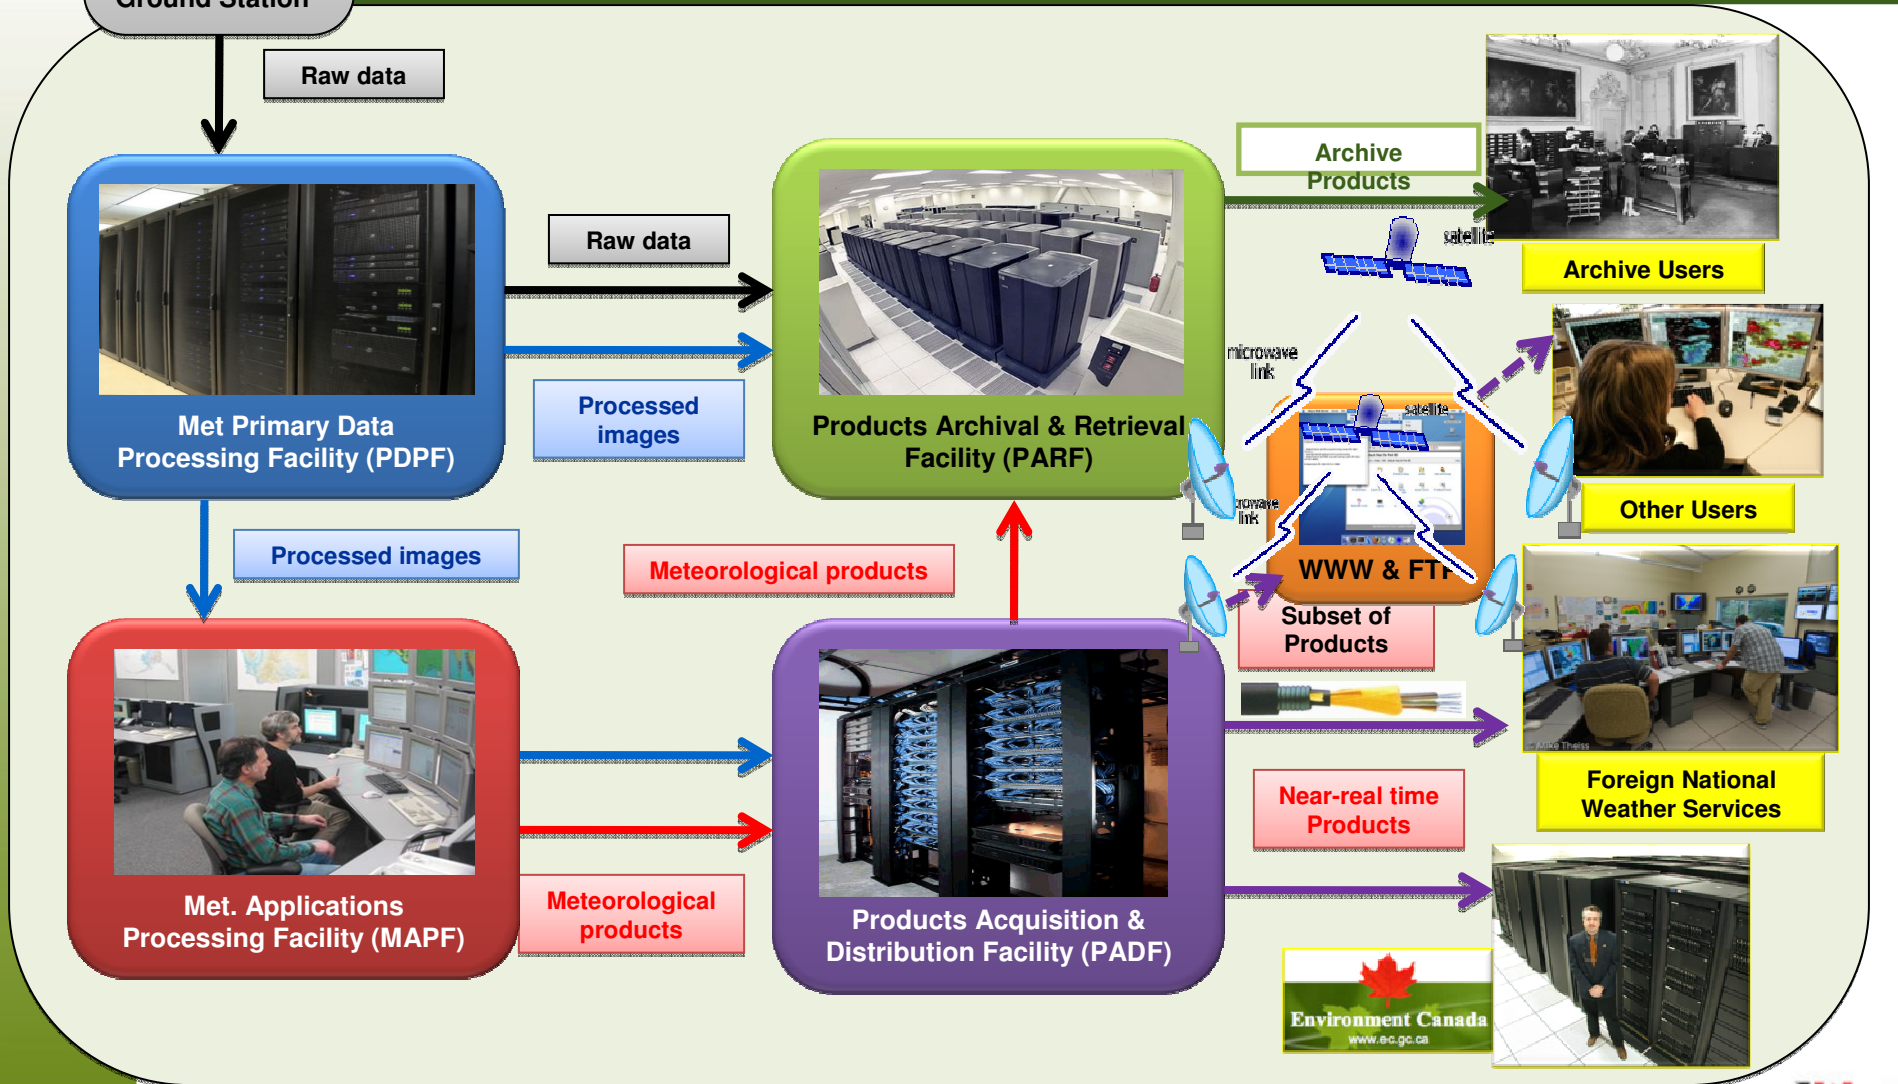 Ground Station
Raw data
Archive
Products
Raw data
satellite
Archive Users
microwave
link
Processed
images
satellite
Met Primary Data
Processing Facility (PDPF)
Products Archival & Retrieval
Facility (PARF)
Other Users
link
Processed images
Meteorological products
WWW & FTP
Subset of
Products
©Mike Theiss
Foreign National
Weather Services
Near-real time
Products
Meteorological
products
Met. Applications
Processing Facility (MAPF)
Products Acquisition &
Distribution Facility (PADF)
Environment Canada
www.ec.gc.ca